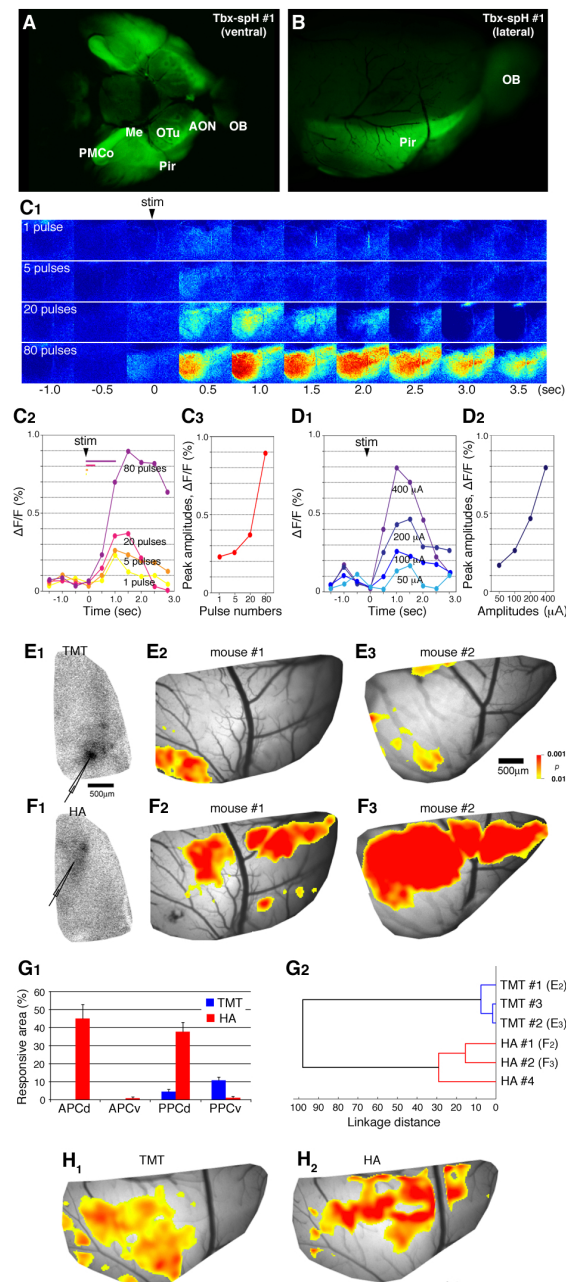 A
Tbx-spH #1
(ventral)
Me
OTu
AON
OB
PMCo
Pir
B
Tbx-spH #1
(lateral)
OB
Pir
C1
stim
1 pulse
5 pulses
20 pulses
80 pulses
-1.0 -0.5 0 0.5 1.0 1.5 2.0 2.5 3.0 3.5 (sec)
C2
stim
ΔF/F (%)
1.0
0
80 pulses
20 pulses
5 pulses
1 pulse
-1.0 0 1.0 2.0 3.0
Time (sec)
C3
Peak amplitudes, ΔF/F (%)
1.0
0.5
0
1 5 20 80
Pulse numbers
D1
stim
ΔF/F (%)
1.0
0
400 μA
200 μA
100 μA
50 μA
-1.0 0 1.0 2.0 3.0
Time (sec)
D2
Peak amplitudes, ΔF/F (%)
1.0
0.5
0
50 100 200 400
Amplitudes (μA)
E1
TMT
500μm
E2
mouse #1
E3
mouse #2
0.001
p
0.01
500μm
F1
HA
F2
mouse #1
F3
mouse #2
G1
Responsive area (%)
60
50
40
30
20
10
0
TMT
HA
APCd APCv PPCd PPCv
G2
TMT #1 (E2)
TMT #3
TMT #2 (E3)
HA #1 (F2)
HA #2 (F3)
HA #4
100 90 80 70 60 50 40 30 20 10 0
Linkage distance
H1
TMT
H2
HA